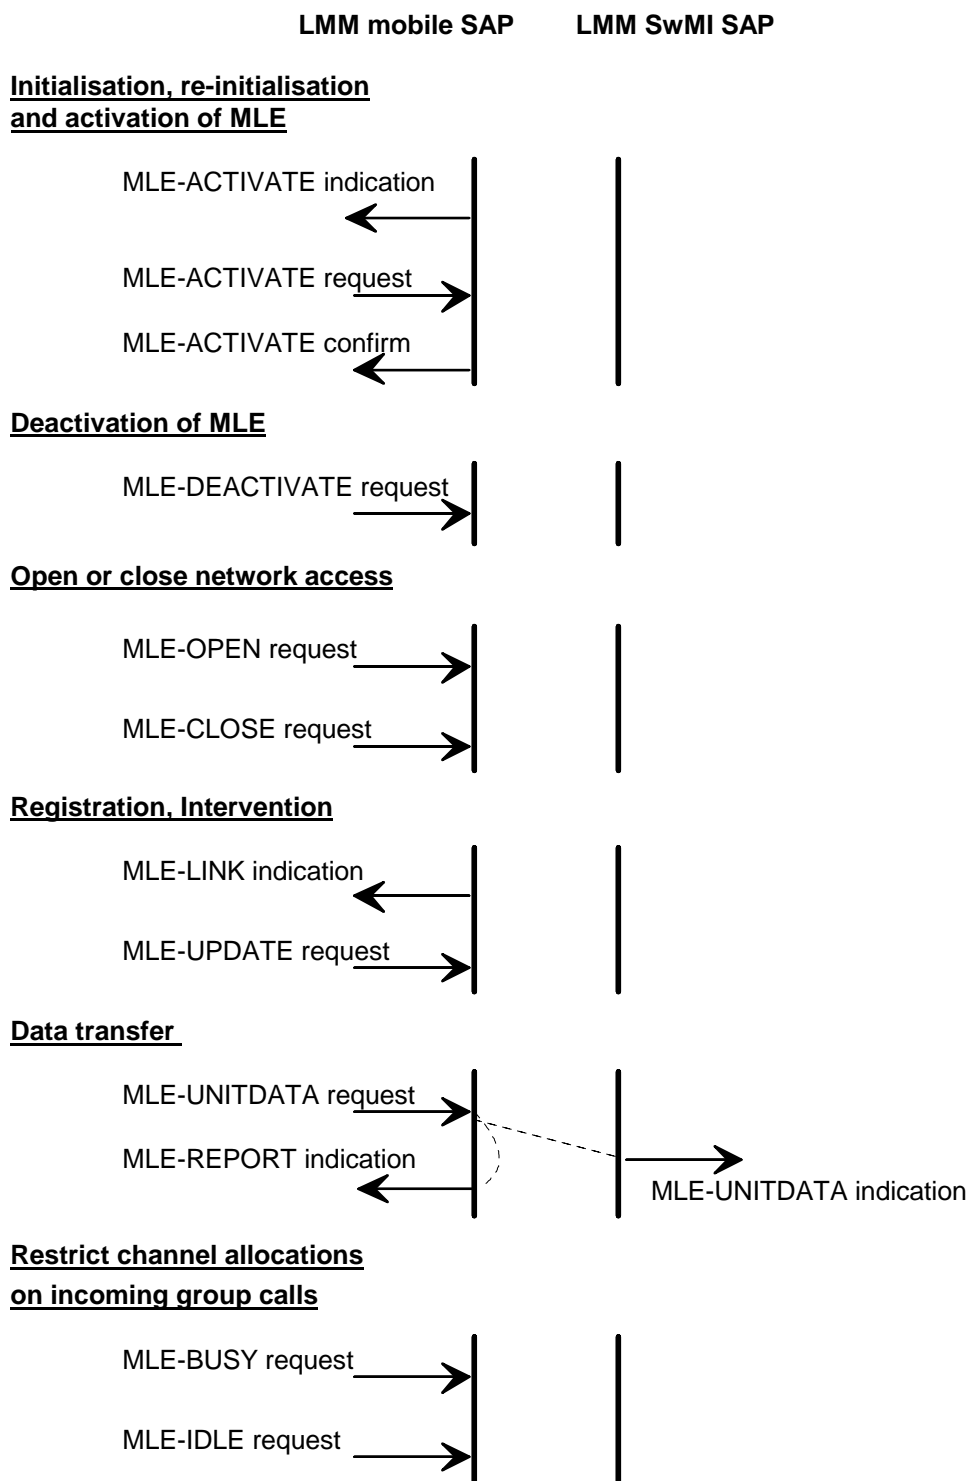 LMM mobile SAP LMM SwMI SAP
Initialisation, re-initialisation
and activation of MLE
MLE-ACTIVATE indication
MLE-ACTIVATE request
MLE-ACTIVATE confirm
Deactivation of MLE
MLE-DEACTIVATE request
Open or close network access
MLE-OPEN request
MLE-CLOSE request
Registration, Intervention
MLE-LINK indication
MLE-UPDATE request
Data transfer
MLE-UNITDATA request
MLE-REPORT indication
MLE-UNITDATA indication
Restrict channel allocations
on incoming group calls
MLE-BUSY request
MLE-IDLE request